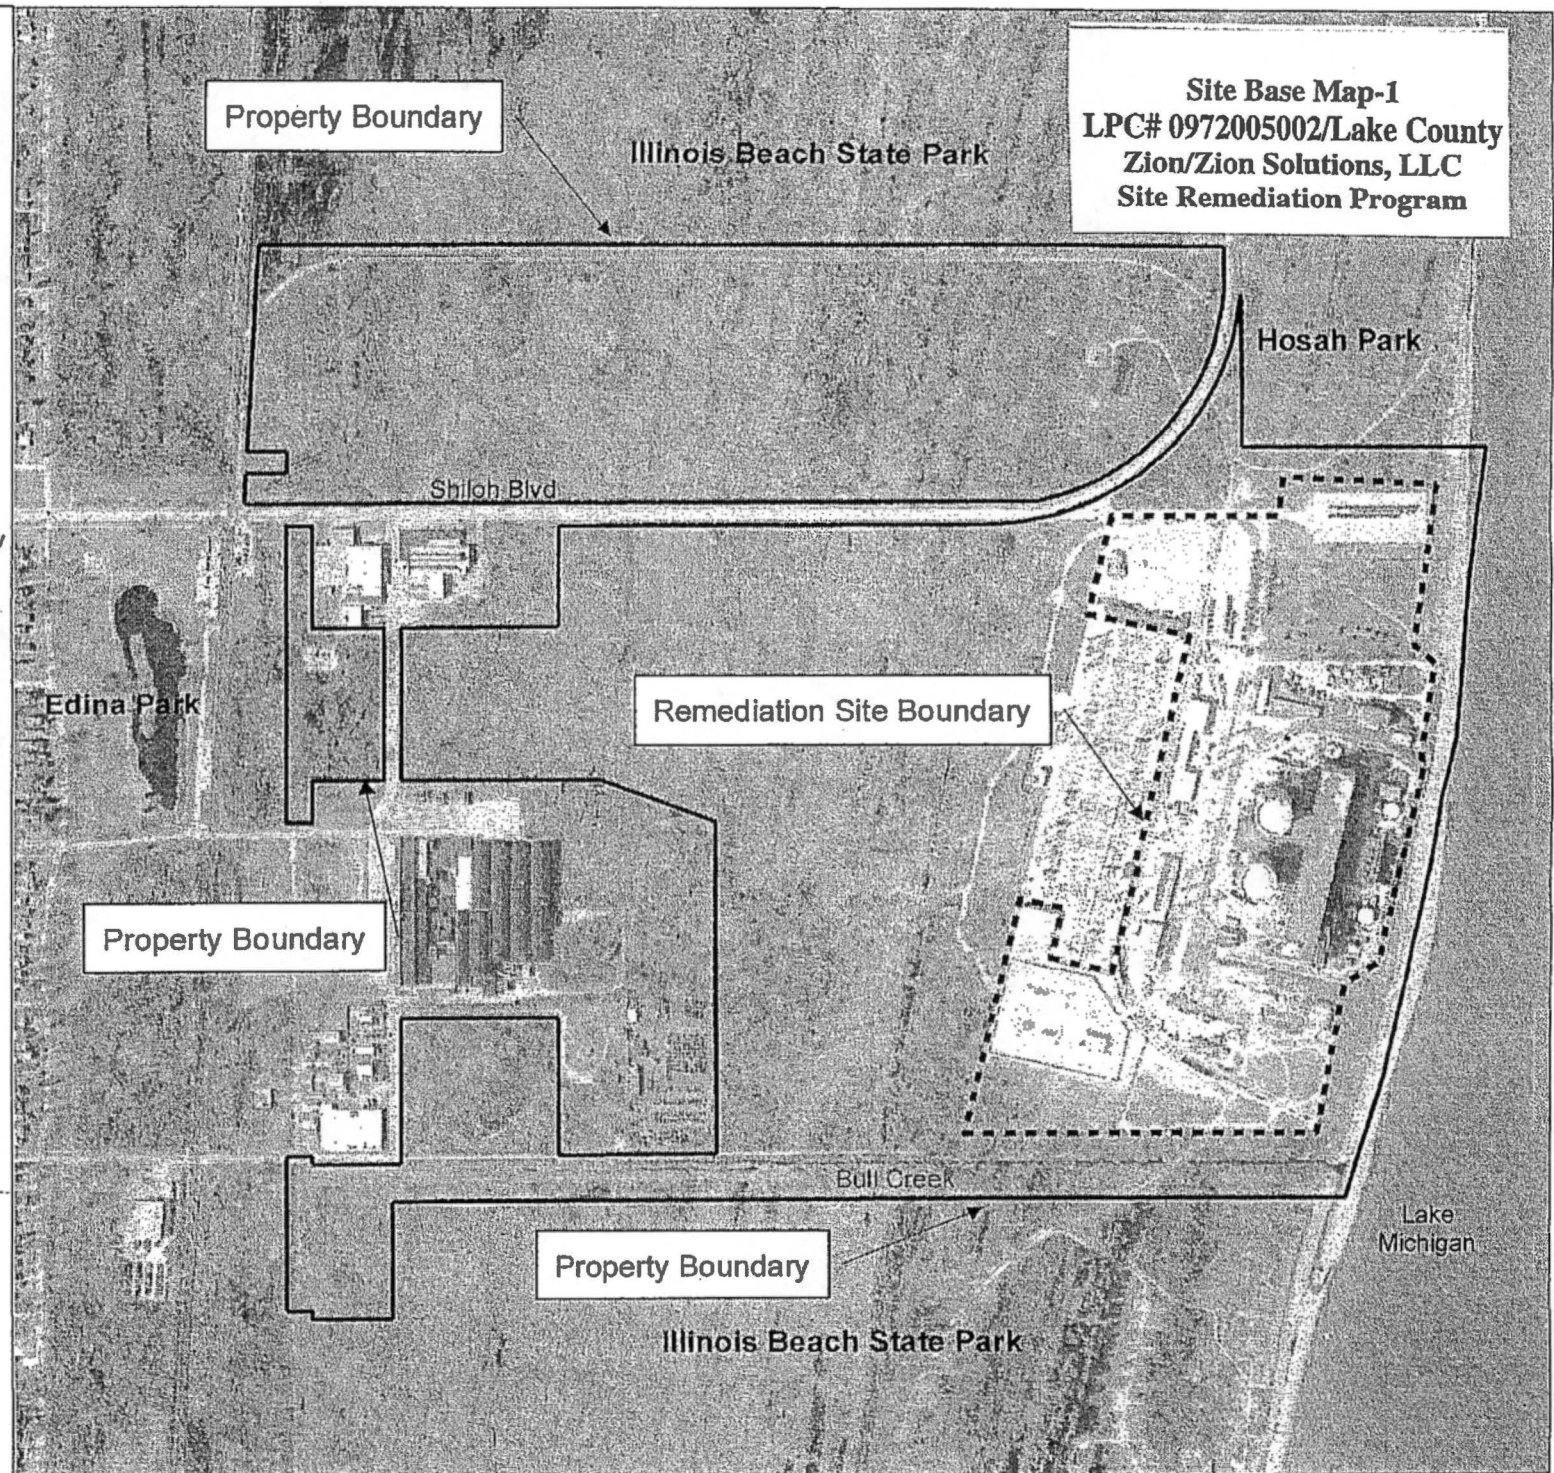 Site Base Map-1
LPC# 0972005002/Lake County
Zion/Zion Solutions, LLC
Site Remediation Program
Property Boundary
Illinois Beach State Park
Hosah Park
Shiloh Blvd
Edina Park
Remediation Site Boundary
Property Boundary
Bull Creek
Lake
Michigan
Property Boundary
Illinois Beach State Park